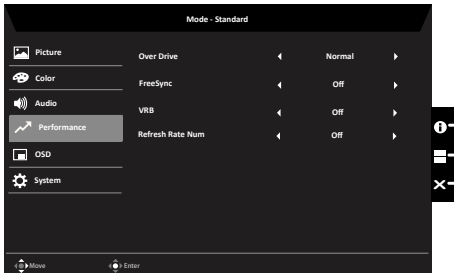 Mode - Standard
Picture
Over Drive Normal
Color
FreeSync Off
Audio
VRB Off
Performance
Refresh Rate Num Off
OSD
System
Move Enter